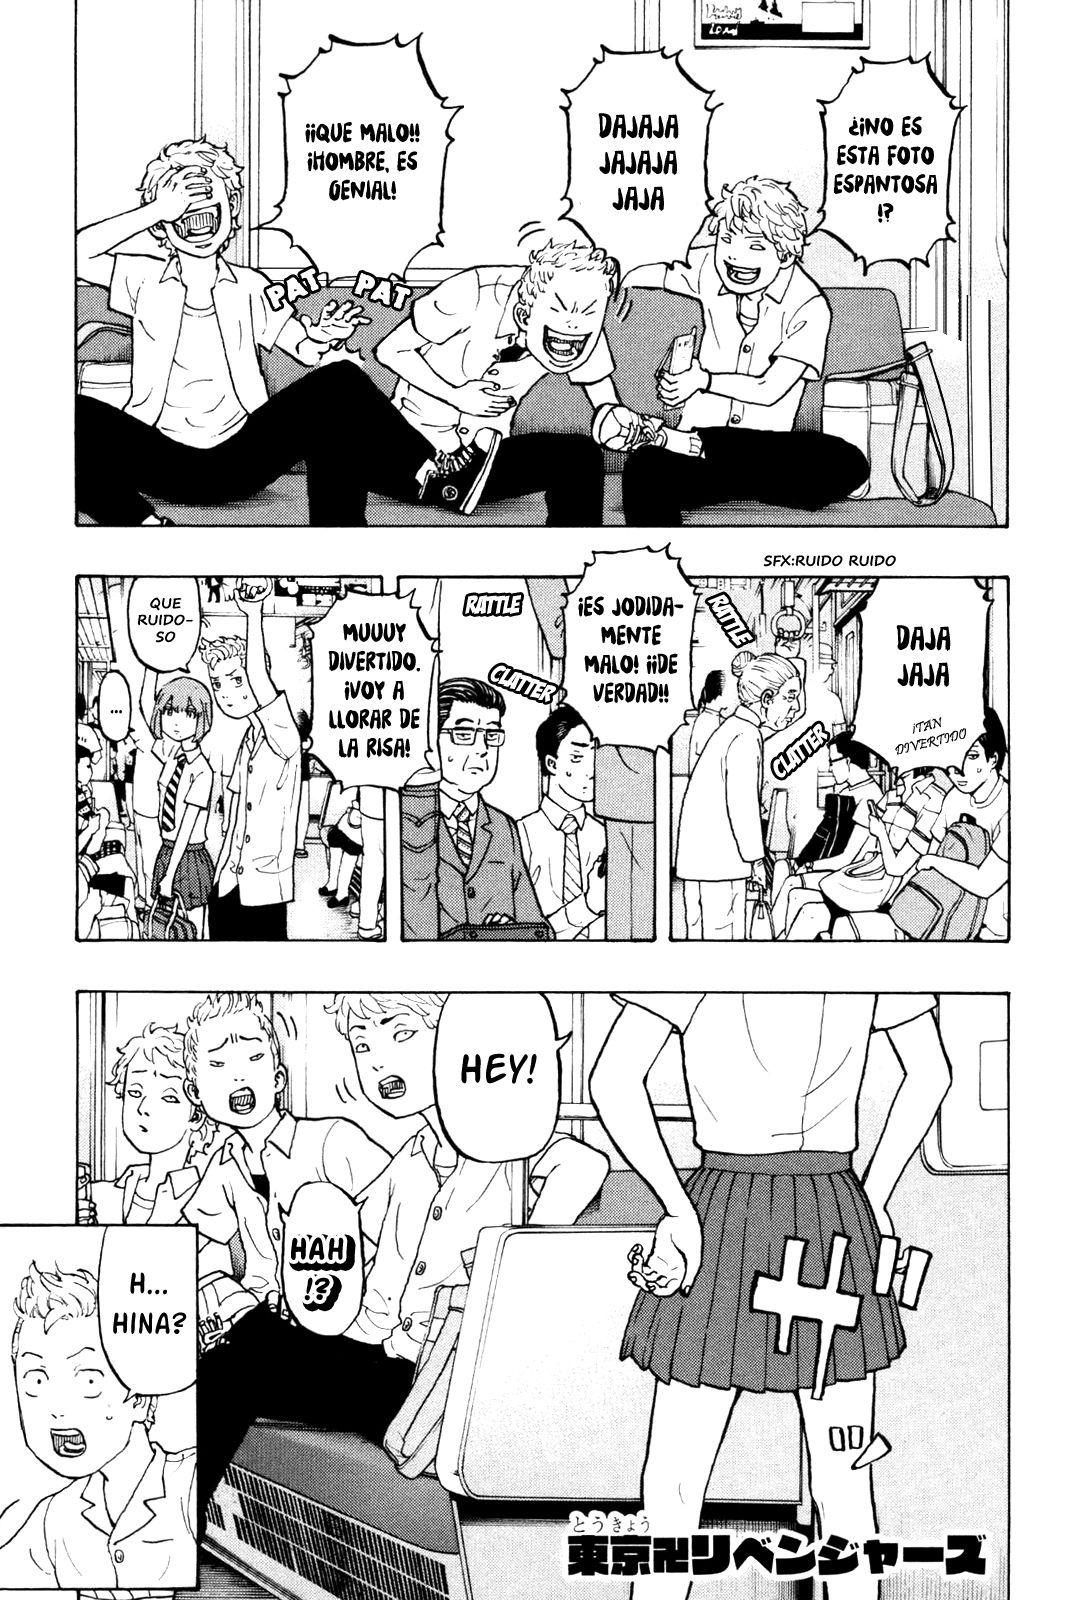 ¿¡NO ES
ESTA FOTO
ESPANTOSA
!?
DAJAJA
JAJAJA
JAJA
¡¡QUE MALO!!
¡HOMBRE, ES
GENIAL!
PAT
PAT
SFX:RUIDO RUIDO
DAJA
JAJA
¡TAN
DIVERTIDO
RATTLE
CLATTER
¡ES JODIDA-
MENTE
MALO! ¡¡DE
VERDAD!!
RATTLE
CLATTER
MUUUY
DIVERTIDO.
¡VOY A
LLORAR DE
LA RISA!
QUE
RUIDO-
SO
...
HEY!
HAH
!?
ザッ
H...
HINA?
とうきょう
東京卍リベンジャーズ